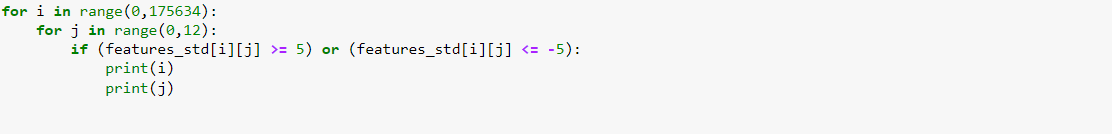 for i in range(0,175634):
    for j in range(0,12):
        if (features_std[i][j] >= 5) or (features_std[i][j] <= -5):
            print(i)
            print(j)